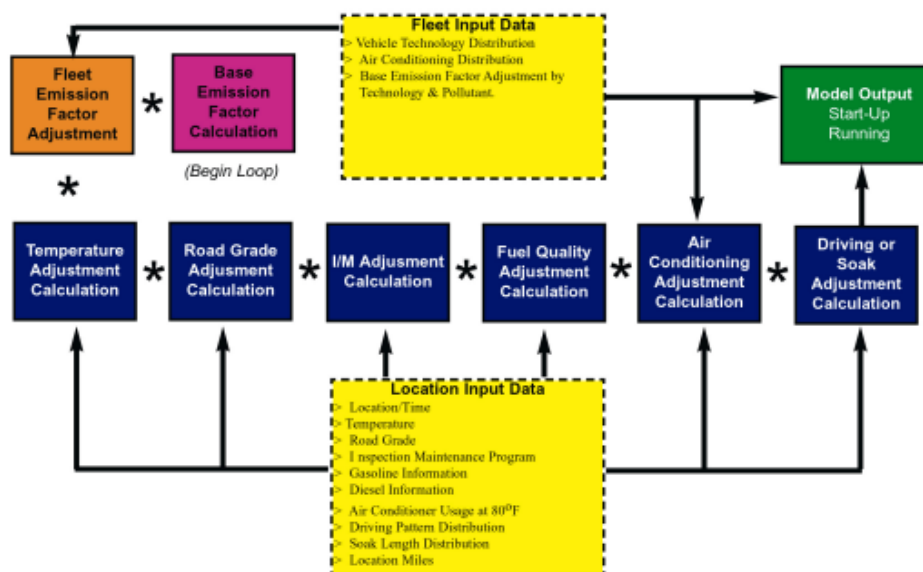 Fleet Input Data
> Vehicle Technology Distribution
> Air Conditioning Distribution
> Base Emission Factor Adjustment by
Technology & Pollutant.
Fleet
Emission
Factor
Adjustment
*
Base
Emission
Factor
Calculation
(Begin Loop)
Model Output
Start-Up
Running
*
Temperature
Adjustment
Calculation
*
Road Grade
Adjusment
Calculation
*
I/M Adjusment
Calculation
*
Fuel Quality
Adjustment
Calculation
*
Air
Conditioning
Adjustment
Calculation
*
Driving or
Soak
Adjustment
Calculation
Location Input Data
> Location/Time
> Temperature
> Road Grade
> I nspection Maintenance Program
> Gasoline Information
> Diesel Information
> Air Conditioner Usage at 80°F
> Driving Pattern Distribution
> Soak Length Distribution
> Location Miles